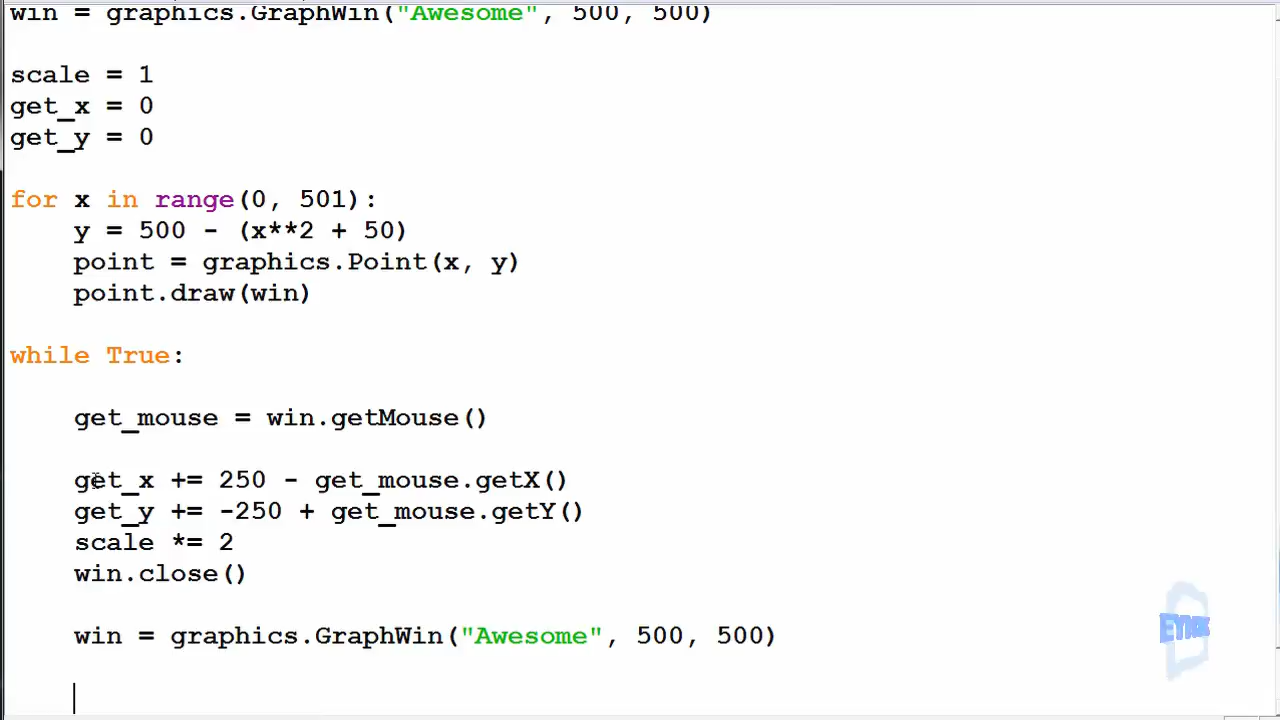 win = graphics.GraphWin("Awesome", 500, 500)
scale = 1
get_x = 0
get_y = 0
for x in range(0, 501):
    y = 500 - (x**2 + 50)
    point = graphics.Point(x, y)
    point.draw(win)
while True:
    get_mouse = win.getMouse()
    get_x += 250 - get_mouse.getX()
    get_y += -250 + get_mouse.getY()
    scale *= 2
    win.close()
    win = graphics.GraphWin("Awesome", 500, 500)